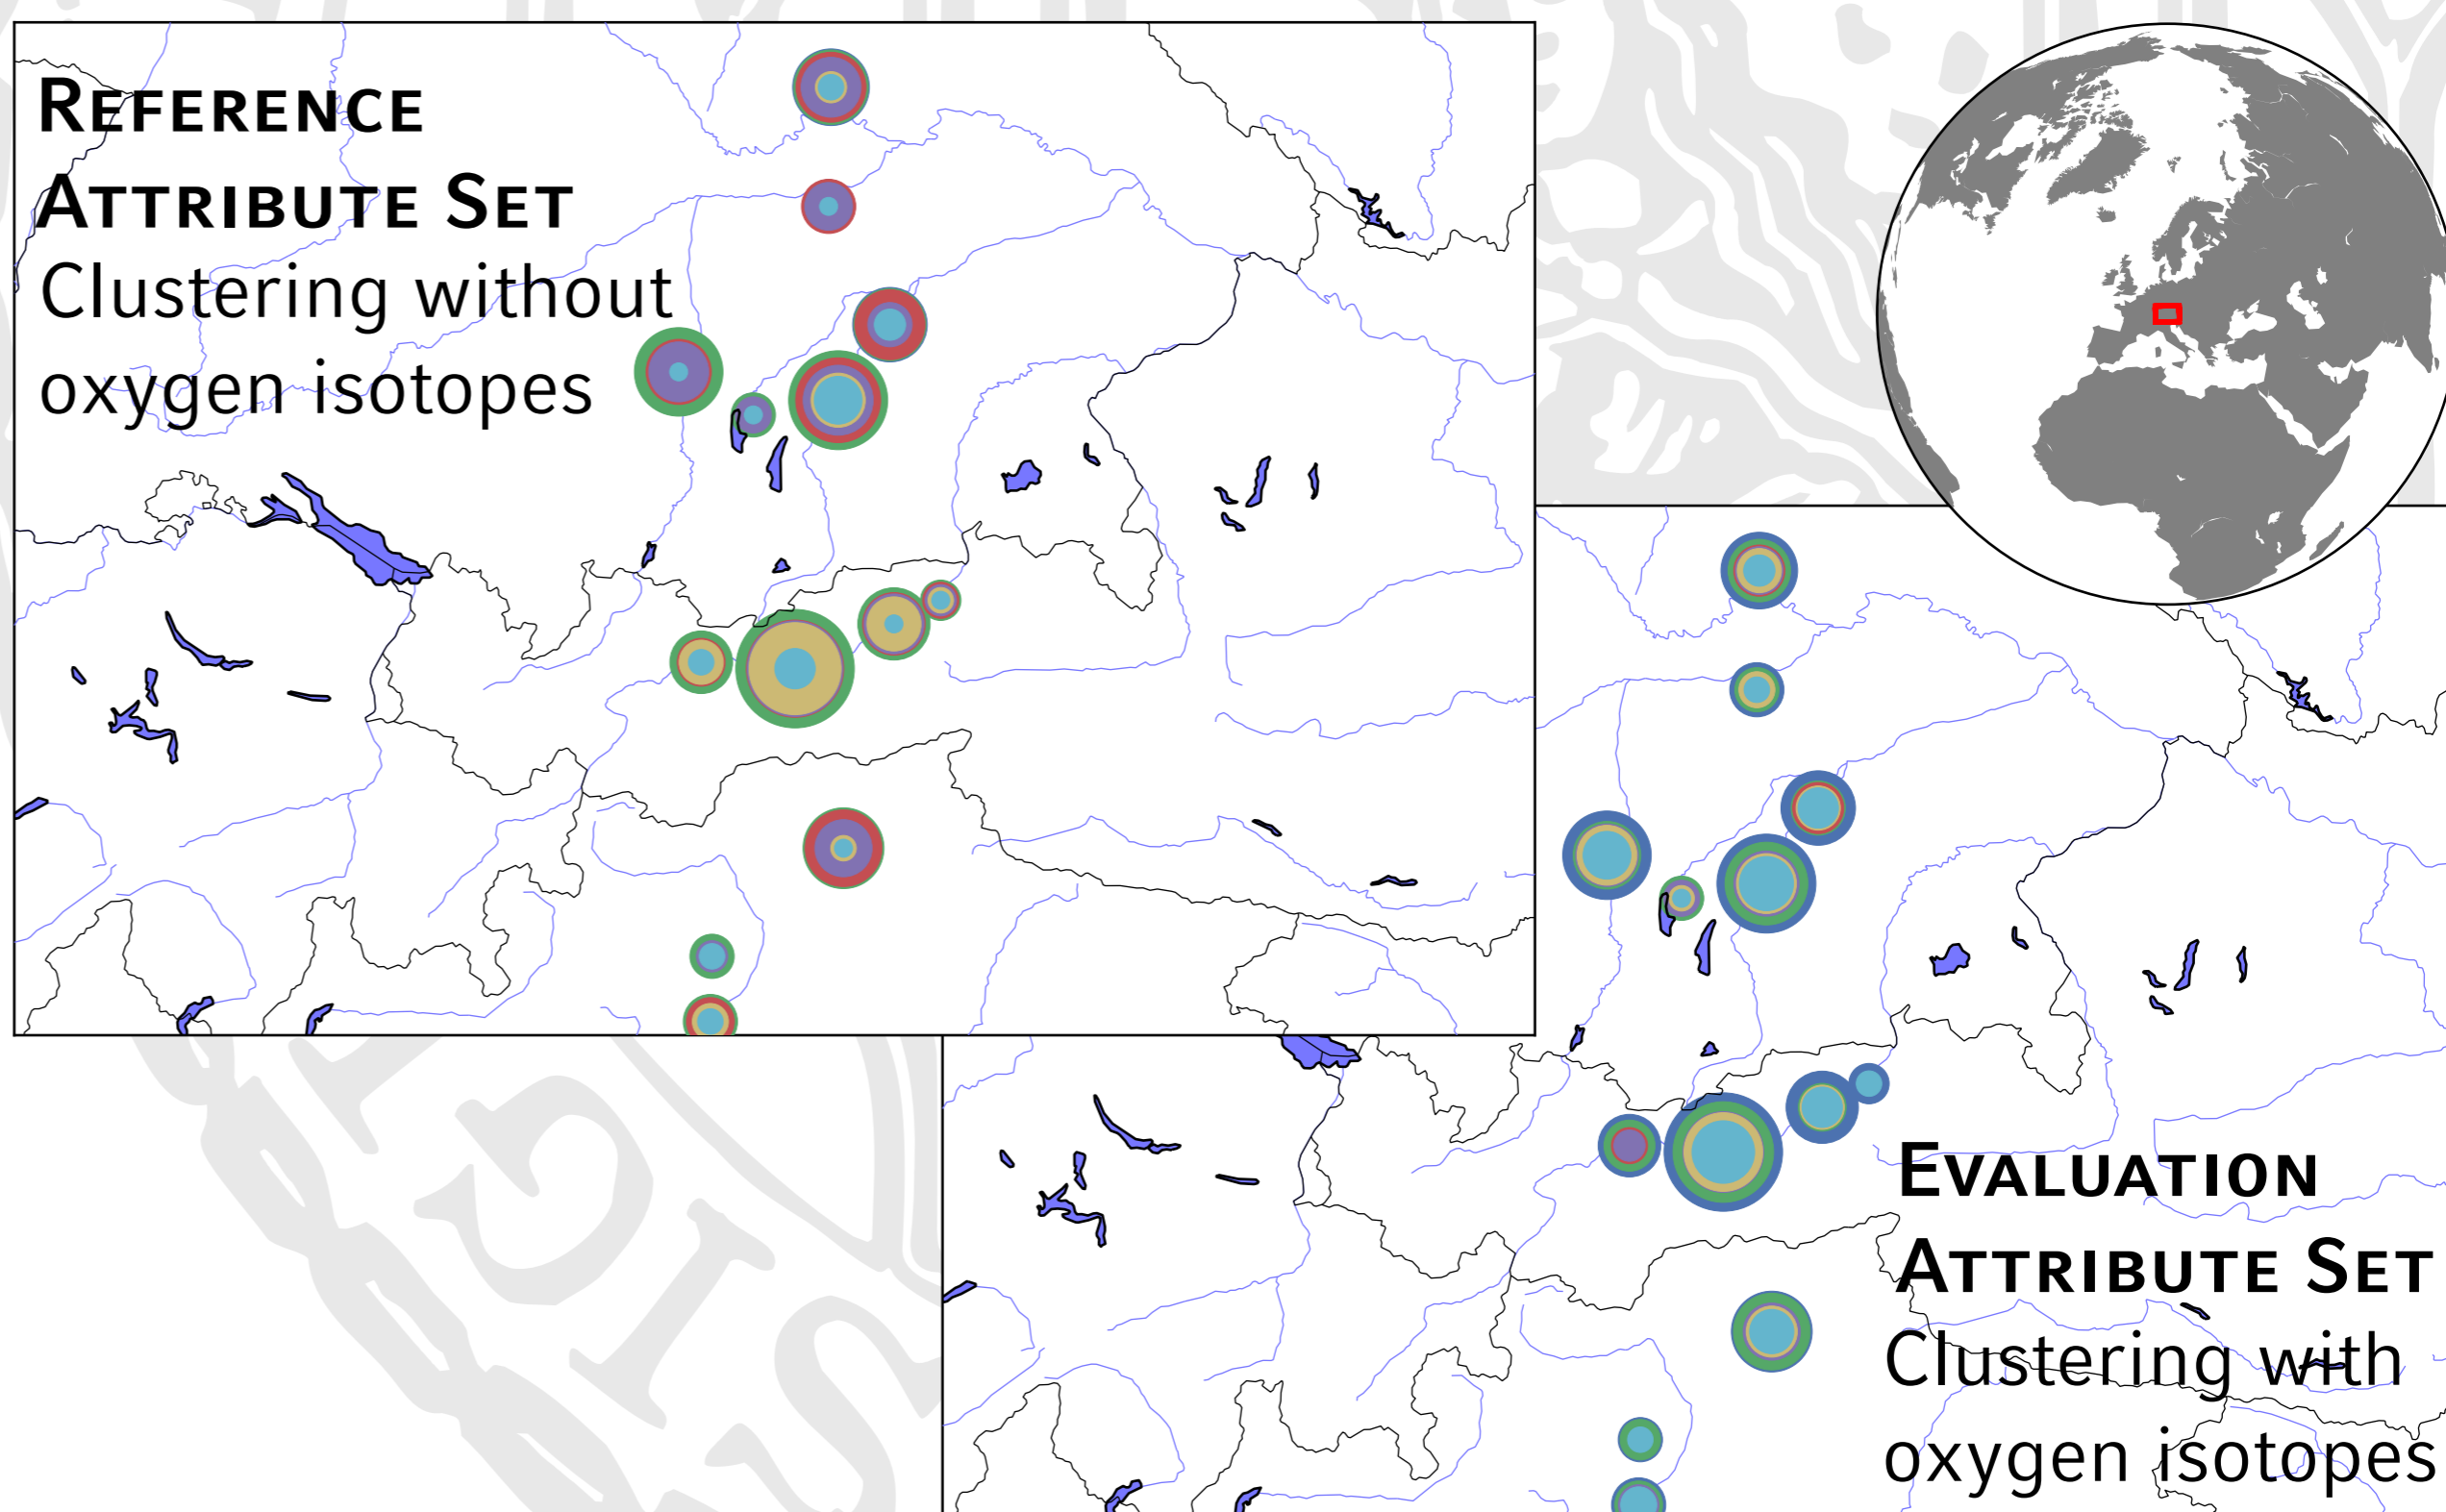 REFERENCE
ATTRIBUTE SET
Clustering without
oxygen isotopes
EVALUATION
ATTRIBUTE SET
Clustering with
oxygen isotopes